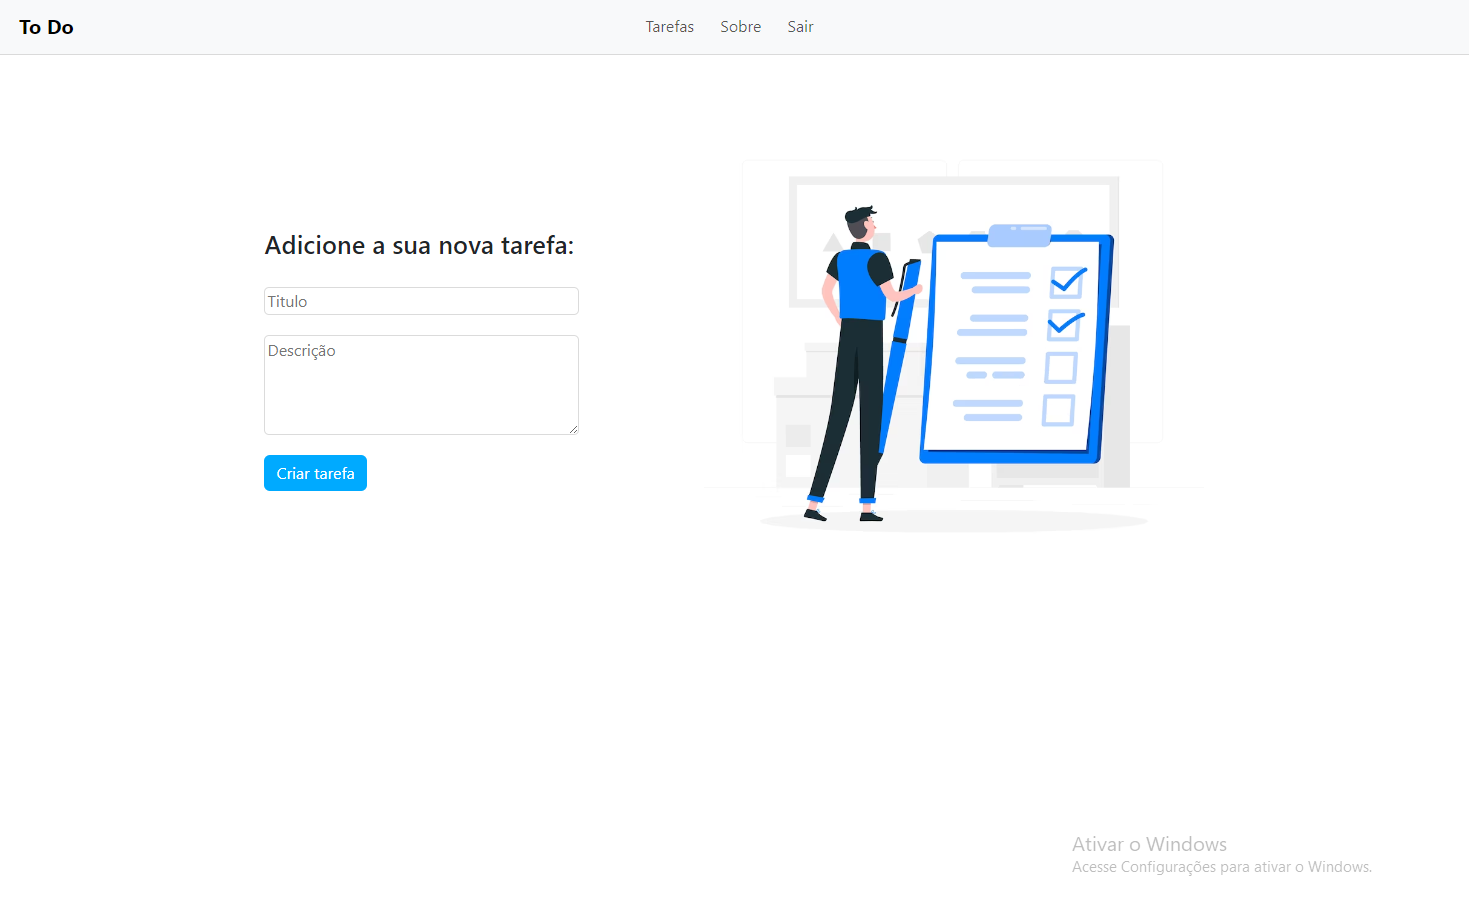 To Do
Tarefas Sobre Sair
Adicione a sua nova tarefa:
Titulo
Descrição
Criar tarefa
Ativar o Windows
Acesse Configurações para ativar o Windows.